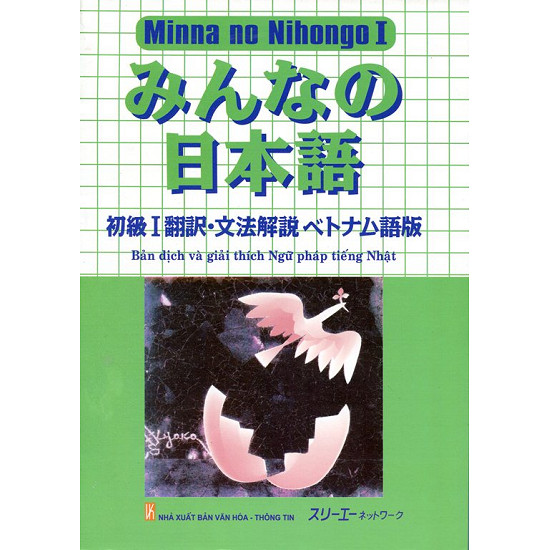 Minna no Nihongo I
みんなの
日本語
初級Ⅰ翻訳・文法解説 ベトナム語版
Bản dịch và giải thích Ngữ pháp tiếng Nhật
Kyoko
NHÀ XUẤT BẢN VĂN HÓA - THÔNG TIN
スリーエーネットワーク